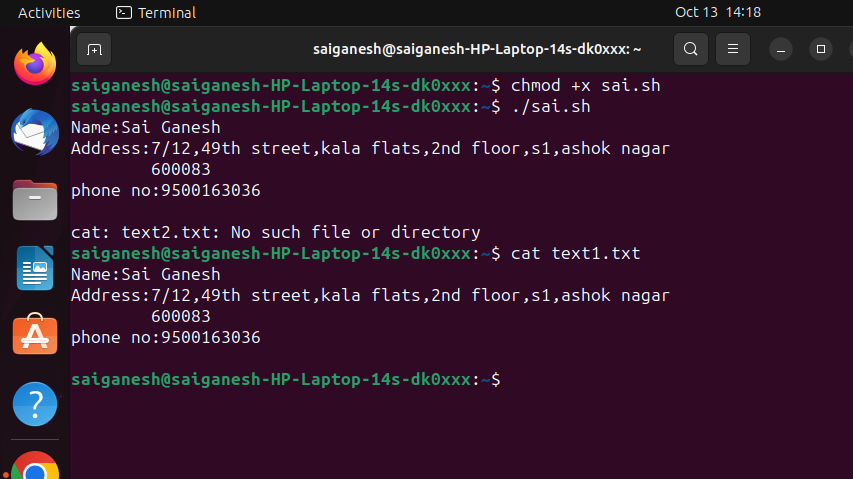 Activities Terminal Oct 13 14:18
saiganesh@saiganesh-HP-Laptop-14s-dk0xxx: ~
saiganesh@saiganesh-HP-Laptop-14s-dk0xxx:~$ chmod +x sai.sh
saiganesh@saiganesh-HP-Laptop-14s-dk0xxx:~$ ./sai.sh
Name:Sai Ganesh
Address:7/12,49th street,kala flats,2nd floor,s1,ashok nagar
        600083
phone no:9500163036
cat: text2.txt: No such file or directory
saiganesh@saiganesh-HP-Laptop-14s-dk0xxx:~$ cat text1.txt
Name:Sai Ganesh
Address:7/12,49th street,kala flats,2nd floor,s1,ashok nagar
        600083
phone no:9500163036
saiganesh@saiganesh-HP-Laptop-14s-dk0xxx:~$